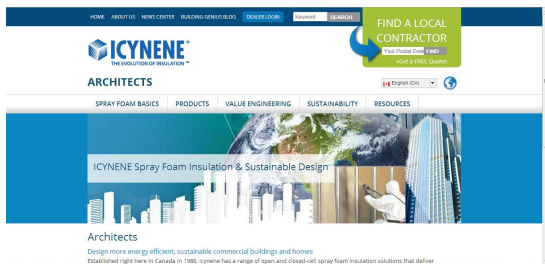 HOME ABOUT US NEWS CENTER BUILDING GENIUS BLOG DEALER LOGIN Keyword SEARCH
FIND A LOCAL
CONTRACTOR
Your Postal Code FIND
+Get a FREE Quote!
ICYNENE®
THE EVOLUTION OF INSULATION™
ARCHITECTS
English (CA)
SPRAY FOAM BASICS PRODUCTS VALUE ENGINEERING SUSTAINABILITY RESOURCES
ICYNENE Spray Foam Insulation & Sustainable Design
Architects
Design more energy efficient, sustainable commercial buildings and homes
Established right here in Canada in 1986, Icynene has a range of open and closed-cell spray foam insulation solutions that deliver